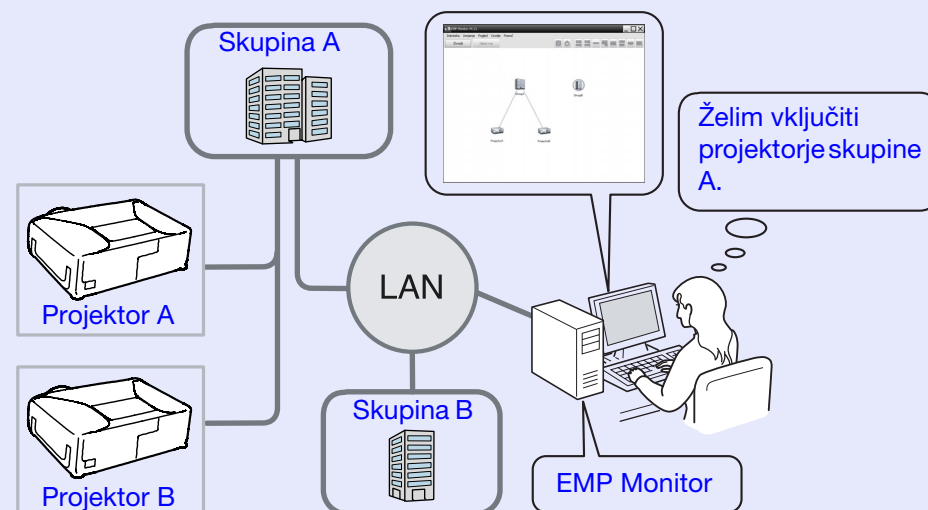 Skupina A
Želim vključiti
projektorje skupine
A.
Projektor A
LAN
Skupina B
Projektor B
EMP Monitor